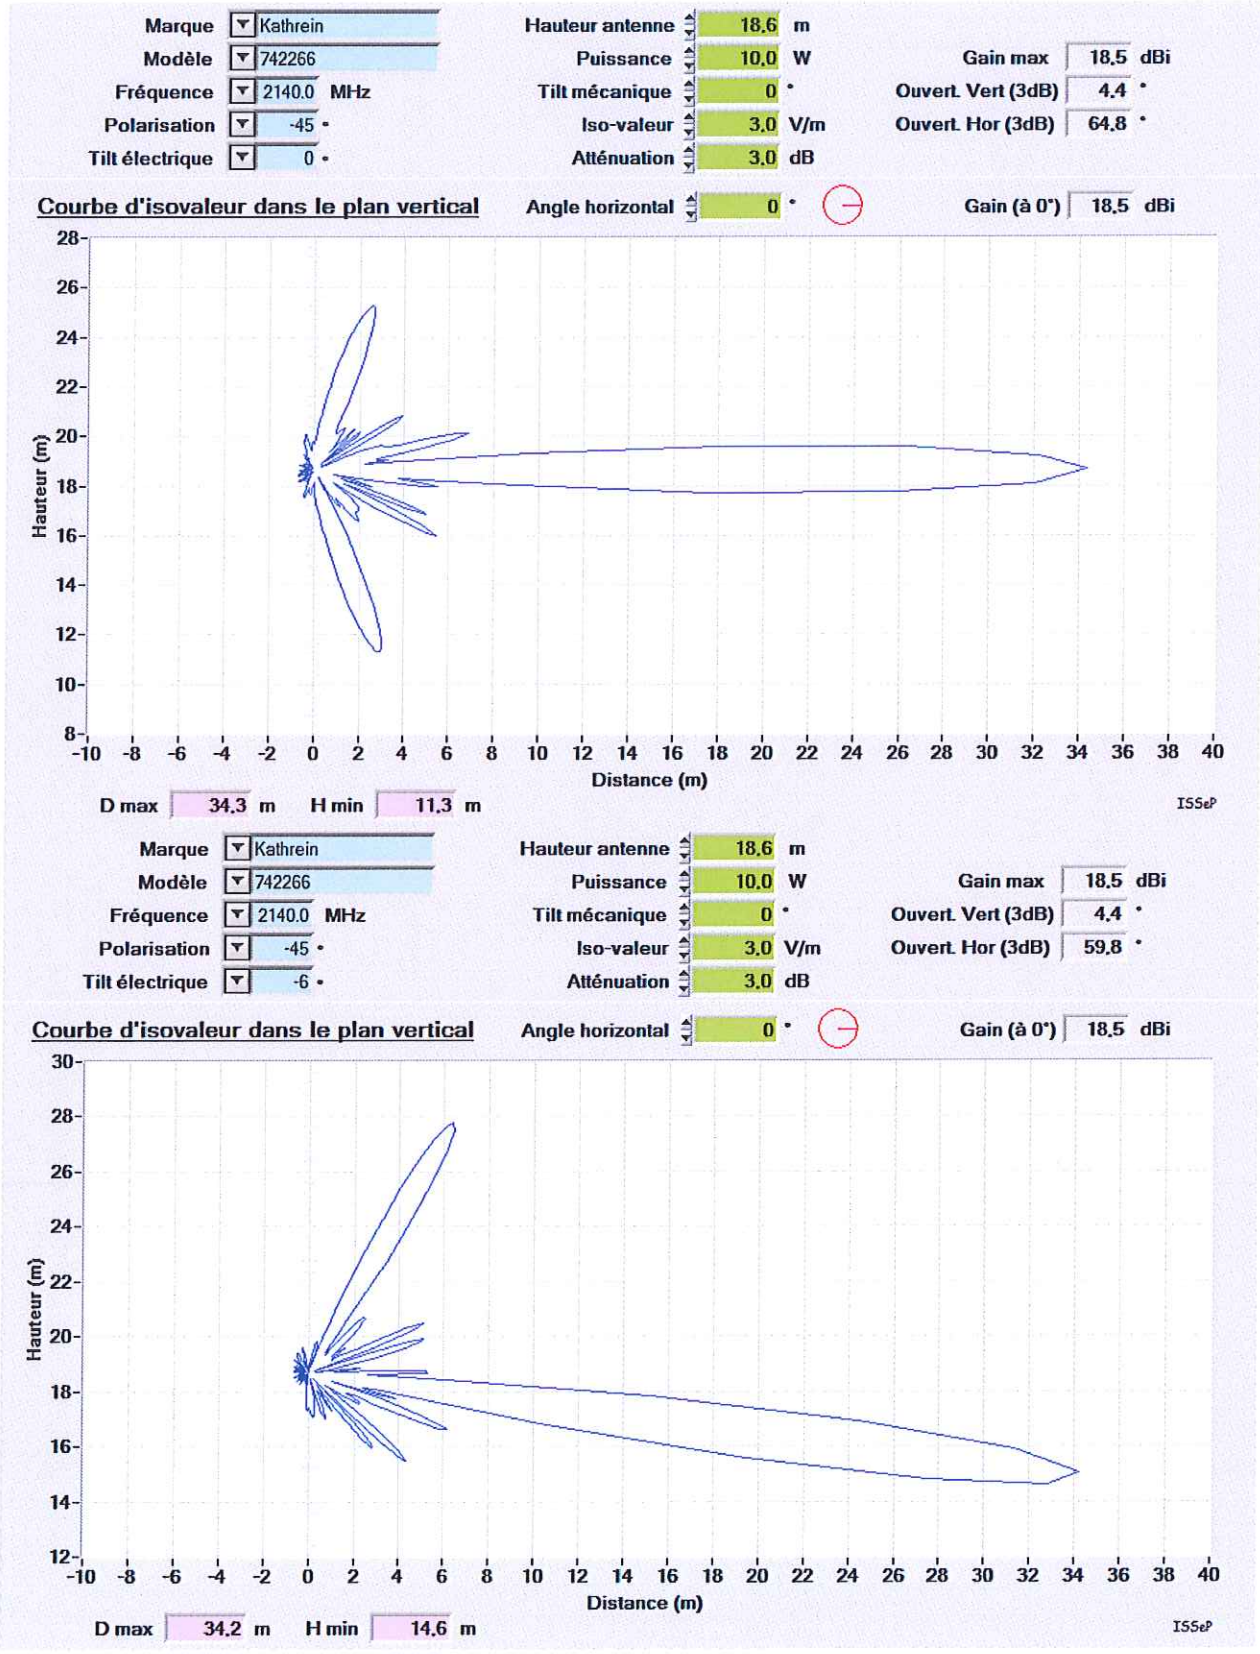 Marque Kathrein Hauteur antenne 18.6 m
Modèle 742266 Puissance 10.0 W Gain max 18.5 dBi
Fréquence 2140.0 MHz Tilt mécanique 0 ° Ouvert. Vert (3dB) 4.4 °
Polarisation -45 ° Iso-valeur 3.0 V/m Ouvert. Hor (3dB) 64.8 °
Tilt électrique 0 ° Atténuation 3.0 dB
Courbe d'isovaleur dans le plan vertical Angle horizontal 0 ° Gain (à 0°) 18.5 dBi
28
26
24
22
20
18
16
14
12
10
8
Hauteur (m)
-10 -8 -6 -4 -2 0 2 4 6 8 10 12 14 16 18 20 22 24 26 28 30 32 34 36 38 40
Distance (m)
D max 34.3 m H min 11.3 m ISSeP
Marque Kathrein Hauteur antenne 18.6 m
Modèle 742266 Puissance 10.0 W Gain max 18.5 dBi
Fréquence 2140.0 MHz Tilt mécanique 0 ° Ouvert. Vert (3dB) 4.4 °
Polarisation -45 ° Iso-valeur 3.0 V/m Ouvert. Hor (3dB) 59.8 °
Tilt électrique -6 ° Atténuation 3.0 dB
Courbe d'isovaleur dans le plan vertical Angle horizontal 0 ° Gain (à 0°) 18.5 dBi
30
28
26
24
22
20
18
16
14
12
Hauteur (m)
-10 -8 -6 -4 -2 0 2 4 6 8 10 12 14 16 18 20 22 24 26 28 30 32 34 36 38 40
Distance (m)
D max 34.2 m H min 14.6 m ISSeP